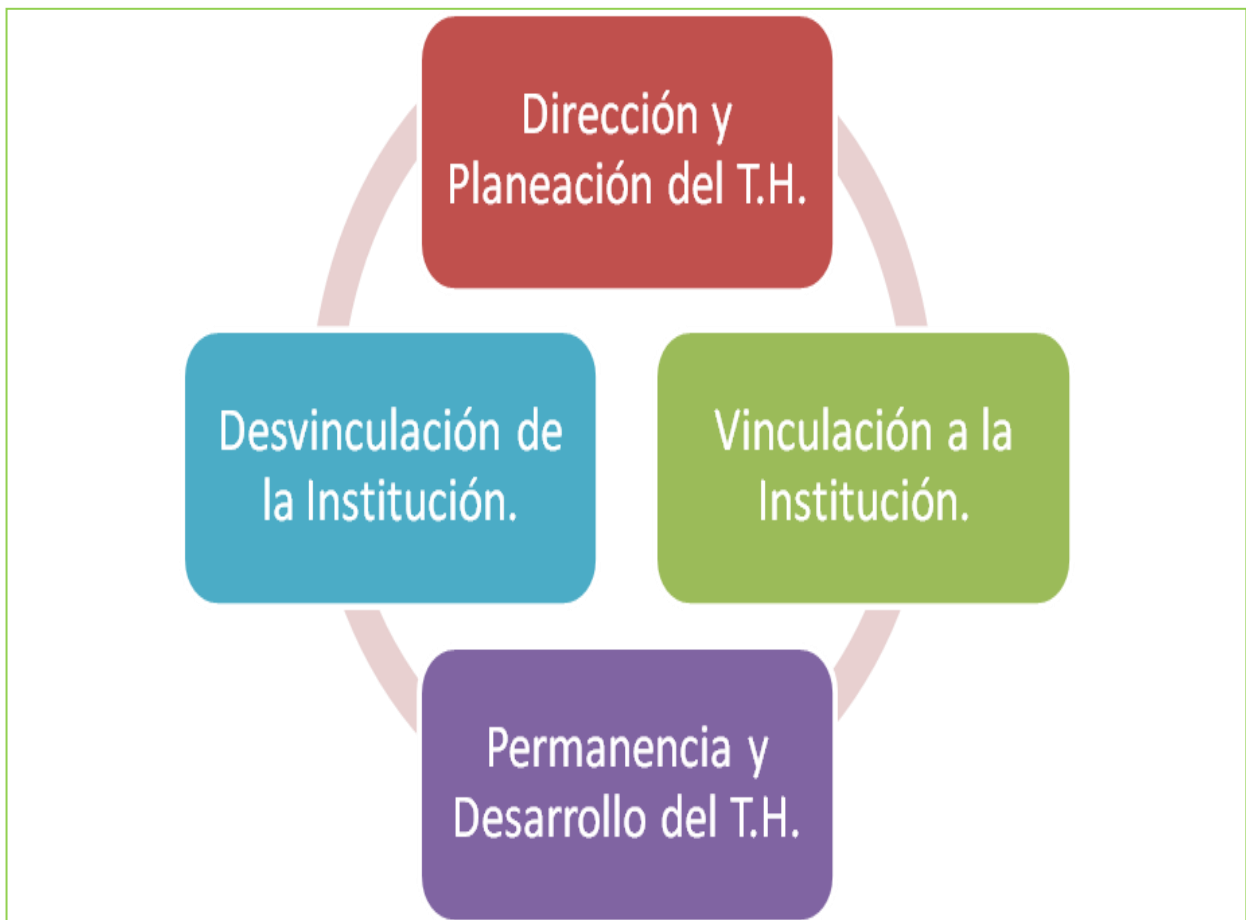 Dirección y
Planeación del T.H.
Desvinculación de
la Institución.
Vinculación a la
Institución.
Permanencia y
Desarrollo del T.H.